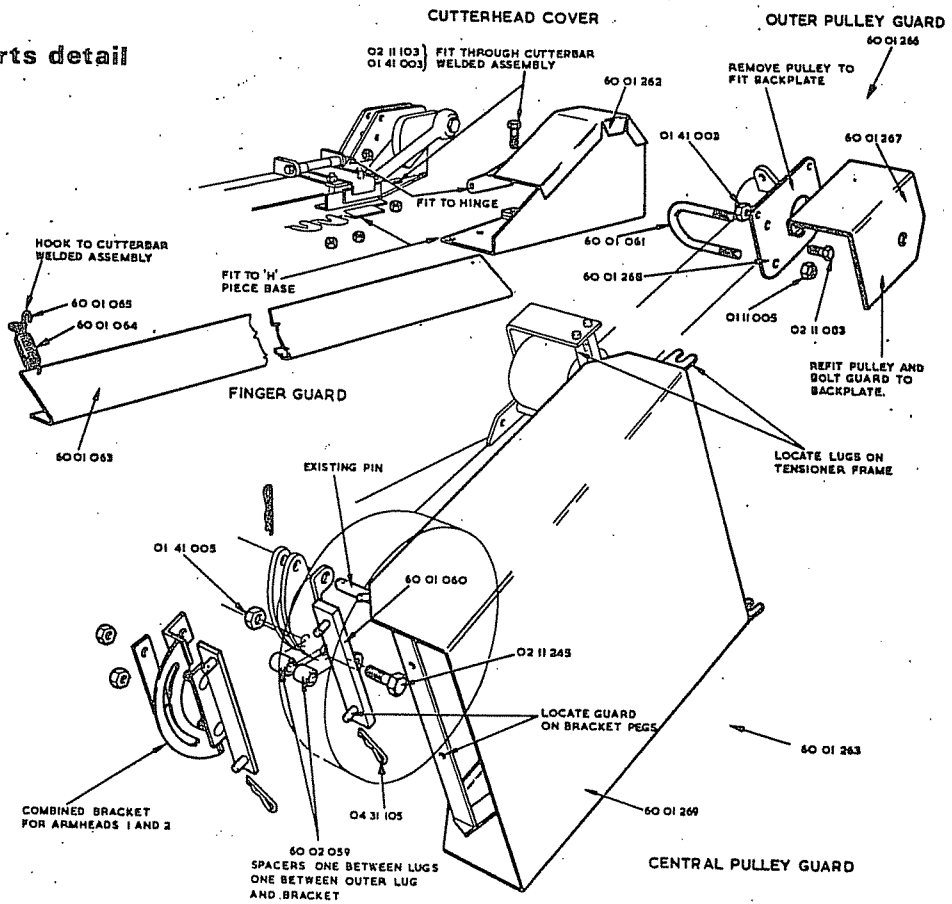 rts detail
CUTTERHEAD COVER
02 11 103 } FIT THROUGH CUTTERBAR
01 41 003 } WELDED ASSEMBLY
60 01 262
FIT TO HINGE
FIT TO 'H'
PIECE BASE
OUTER PULLEY GUARD
60 01 266
REMOVE PULLEY TO
FIT BACKPLATE
01 41 003
60 01 267
60 01 061
60 01 268
01 11 005
02 11 083
REFIT PULLEY AND
BOLT GUARD TO
BACKPLATE.
HOOK TO CUTTERBAR
WELDED ASSEMBLY
60 01 065
60 01 064
FINGER GUARD
60 01 063
LOCATE LUGS ON
TENSIONER FRAME
EXISTING PIN
01 41 005
60 01 060
02 11 245
LOCATE GUARD
ON BRACKET PEGS
60 01 263
COMBINED BRACKET
FOR ARMHEADS 1 AND 2
04 31 105
60 01 269
60 02 059
SPACERS ONE BETWEEN LUGS
ONE BETWEEN OUTER LUG
AND BRACKET
CENTRAL PULLEY GUARD